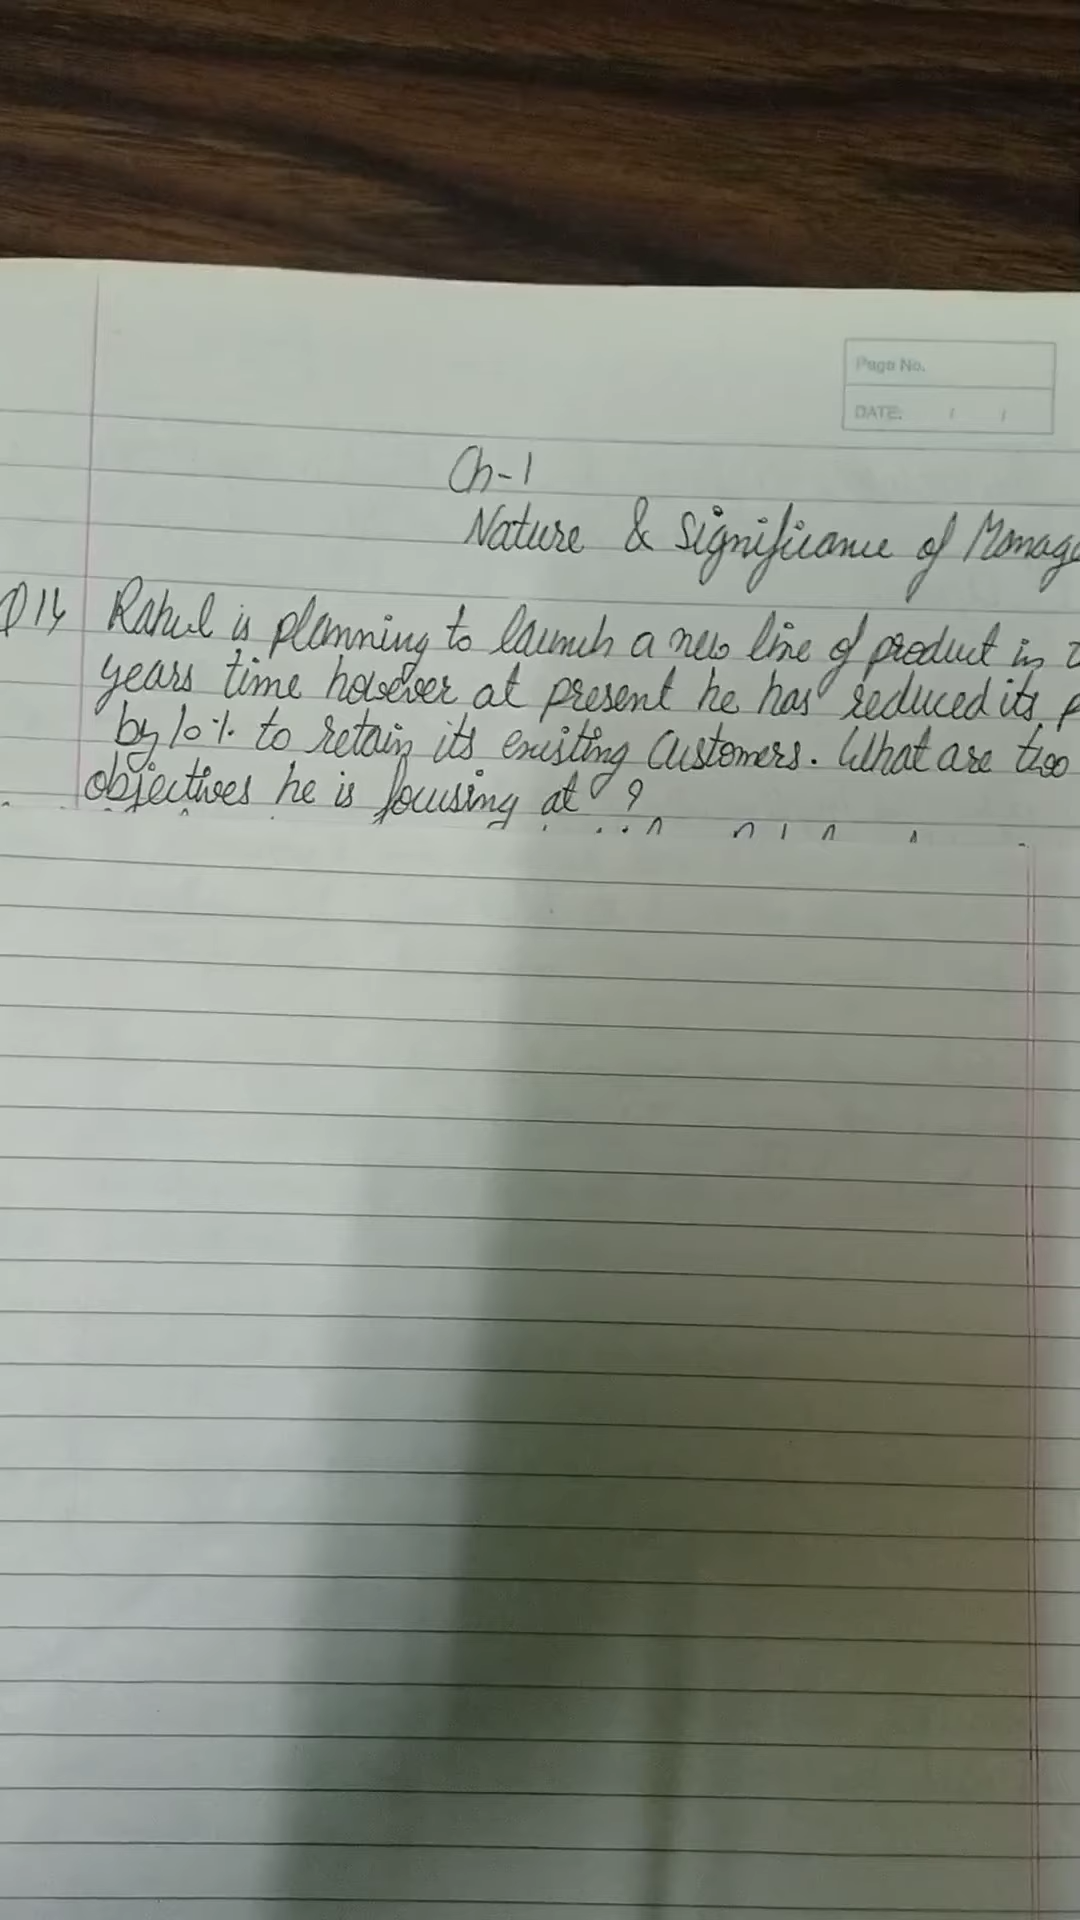 Page No.
DATE: / /
Ch-1
Nature & Significance of
Q14 Rahul is planning to launch a new line of product in
years time however at present he has reduced its
by 10% to retain its existing Customers. What are two
objectives he is focusing at ?